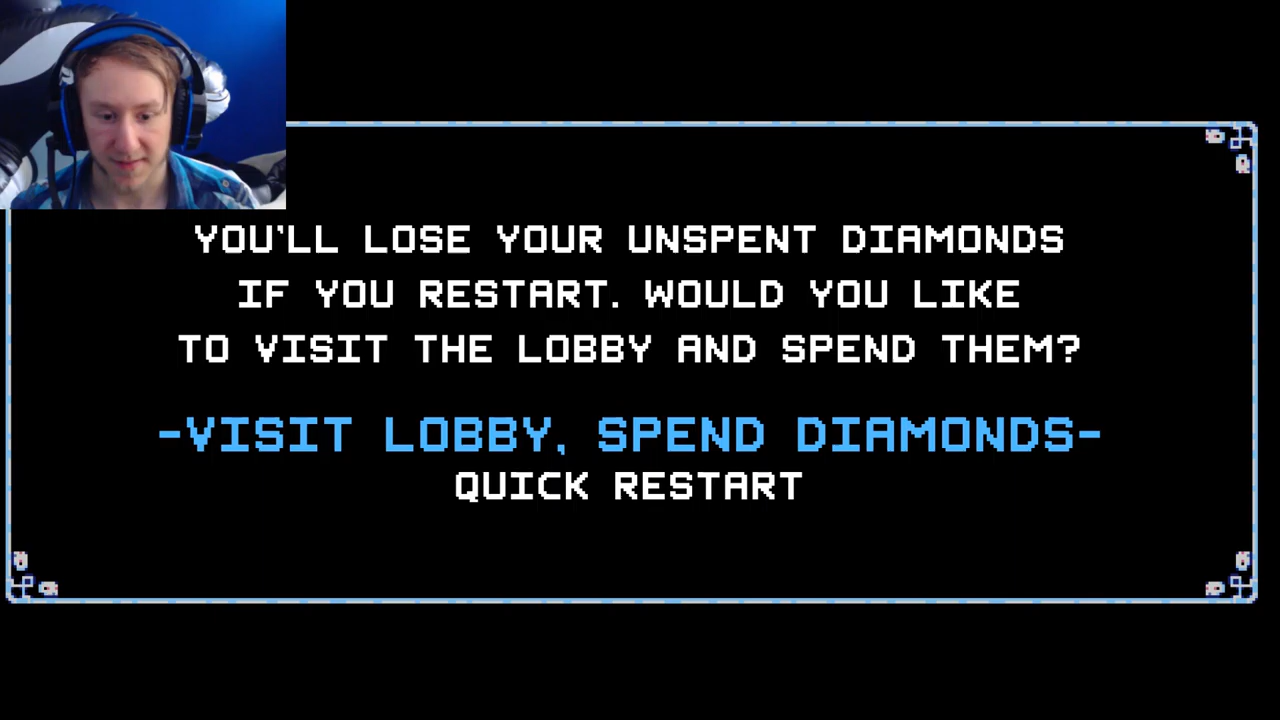 YOU'LL LOSE YOUR UNSPENT DIAMONDS
IF YOU RESTART. WOULD YOU LIKE
TO VISIT THE LOBBY AND SPEND THEM?
-VISIT LOBBY, SPEND DIAMONDS-
QUICK RESTART